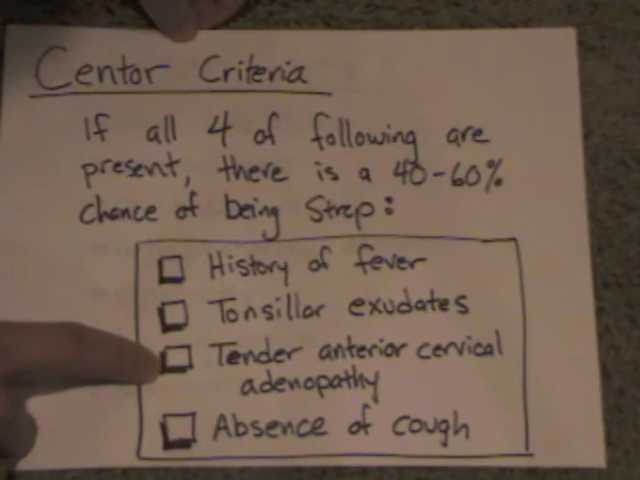 Centor Criteria
If all 4 of following are
present, there is a 40-60%
chance of being Strep:
History of fever
Tonsillar exudates
Tender anterior cervical
adenopathy
Absence of cough